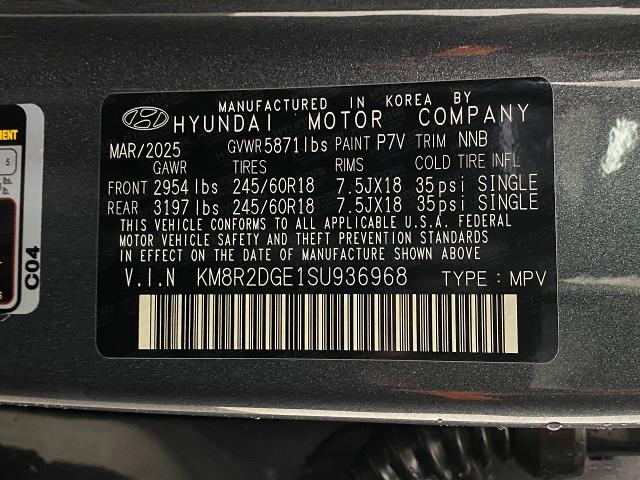 MANUFACTURED IN KOREA BY
HYUNDAI MOTOR COMPANY
MAR/2025 GVWR 5871lbs PAINT P7V TRIM NNB
GAWR TIRES RIMS COLD TIRE INFL
FRONT 2954 lbs 245/60R18 7.5JX18 35psi SINGLE
REAR 3197 lbs 245/60R18 7.5JX18 35psi SINGLE
THIS VEHICLE CONFORMS TO ALL APPLICABLE U.S.A. FEDERAL
MOTOR VEHICLE SAFETY AND THEFT PREVENTION STANDARDS
IN EFFECT ON THE DATE OF MANUFACTURE SHOWN ABOVE
V.I.N KM8R2DGE1SU936968 TYPE : MPV
5
lbs.
C04